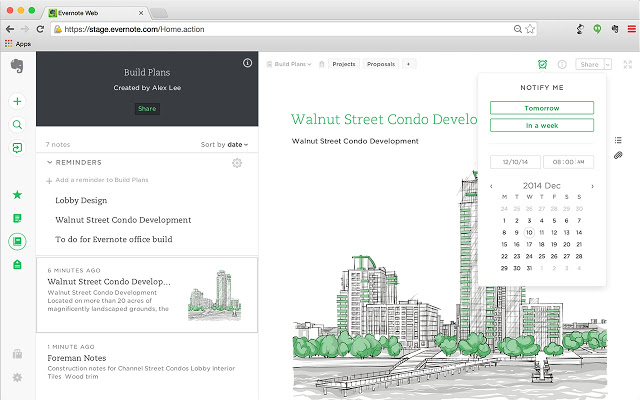 Evernote Web
https://stage.evernote.com/Home.action
Apps
Build Plans
Created by Alex Lee
Share
7 notes
Sort by date
REMINDERS
Add a reminder to Build Plans
Lobby Design
Walnut Street Condo Development
To do for Evernote office build
6 MINUTES AGO
Walnut Street Condo Develop...
Walnut Street Condo Development
Located on more than 20 acres of
magnificently landscaped grounds, the
1 MINUTE AGO
Foreman Notes
Construction notes for Channel Street Condos Lobby Interior
Tiles Wood trim
Build Plans
Projects
Proposals
+
Share
Walnut Street Condo Develo
Walnut Street Condo Development
NOTIFY ME
Tomorrow
In a week
12/10/14
08:00 AM
2014 Dec
M T W T F S S
24 25 26 27 28 29 30
1 2 3 4 5 6 7
8 9 10 11 12 13 14
15 16 17 18 19 20 21
22 23 24 25 26 27 28
29 30 31 1 2 3 4